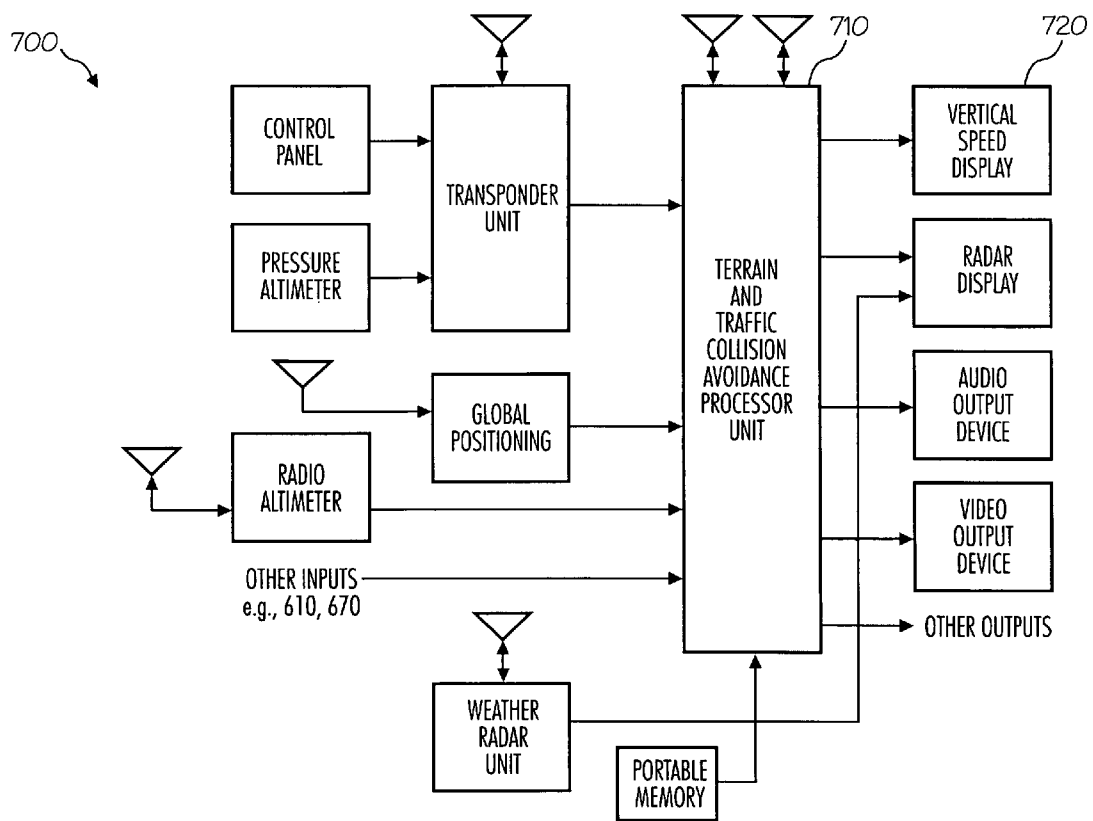 700
710
720
CONTROL
PANEL
PRESSURE
ALTIMETER
TRANSPONDER
UNIT
GLOBAL
POSITIONING
RADIO
ALTIMETER
OTHER INPUTS
e.g., 610, 670
WEATHER
RADAR
UNIT
PORTABLE
MEMORY
TERRAIN
AND
TRAFFIC
COLLISION
AVOIDANCE
PROCESSOR
UNIT
VERTICAL
SPEED
DISPLAY
RADAR
DISPLAY
AUDIO
OUTPUT
DEVICE
VIDEO
OUTPUT
DEVICE
OTHER OUTPUTS